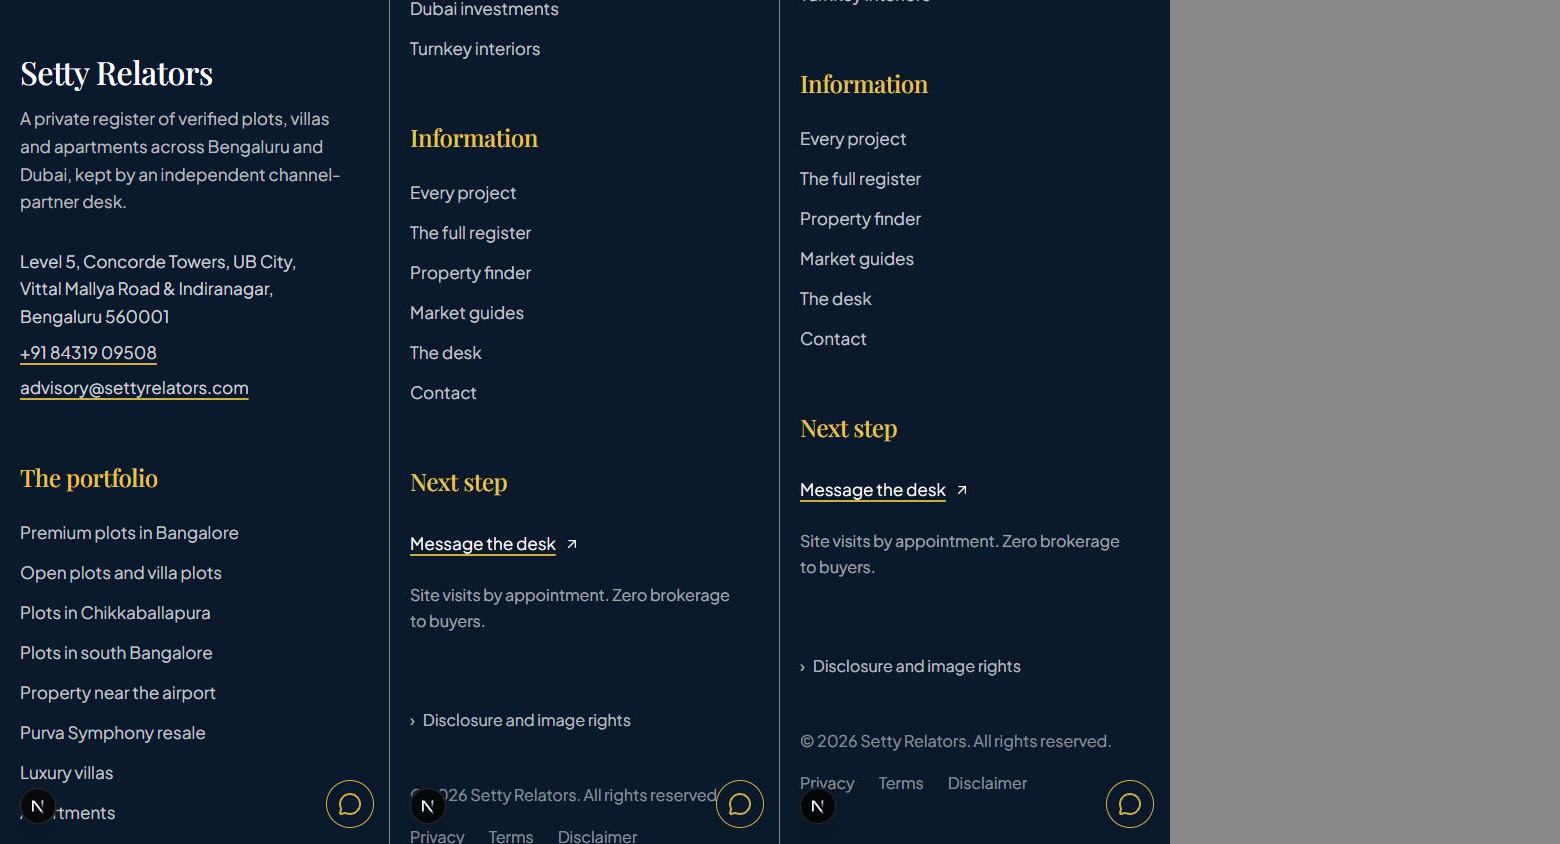 Setty Relators
A private register of verified plots, villas
and apartments across Bengaluru and
Dubai, kept by an independent channel-
partner desk.
Level 5, Concorde Towers, UB City,
Vittal Mallya Road & Indiranagar,
Bengaluru 560001
+91 84319 09508
advisory@settyrelators.com
The portfolio
Premium plots in Bangalore
Open plots and villa plots
Plots in Chikkaballapura
Plots in south Bangalore
Property near the airport
Purva Symphony resale
Luxury villas
N
Dubai investments
Turnkey interiors
Information
Every project
The full register
Property finder
Market guides
The desk
Contact
Next step
Message the desk
Site visits by appointment. Zero brokerage
to buyers.
› Disclosure and image rights
Setty Relators. All rights reserved
N
Privacy Terms Disclaimer
Information
Every project
The full register
Property finder
Market guides
The desk
Contact
Next step
Message the desk
Site visits by appointment. Zero brokerage
to buyers.
› Disclosure and image rights
© 2026 Setty Relators. All rights reserved.
Privacy Terms Disclaimer
N